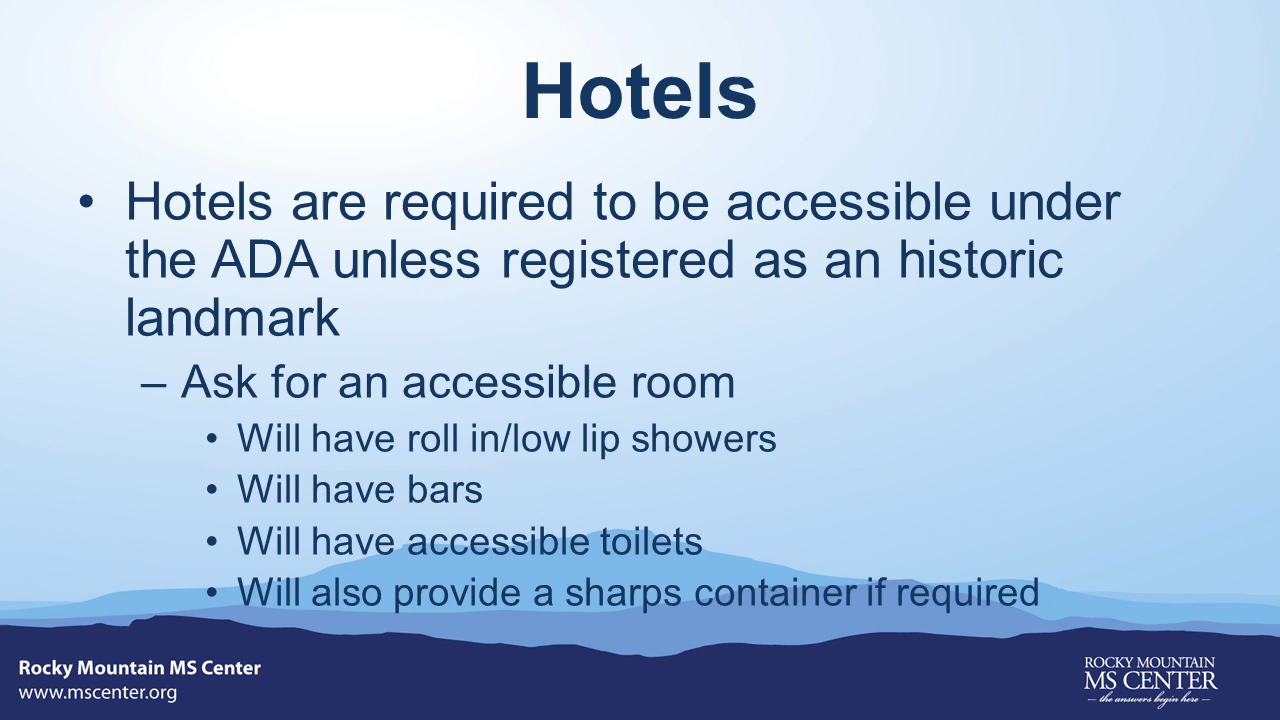 Hotels
• Hotels are required to be accessible under
the ADA unless registered as an historic
landmark
– Ask for an accessible room
• Will have roll in/low lip showers
• Will have bars
• Will have accessible toilets
• Will also provide a sharps container if required
Rocky Mountain MS Center
www.mscenter.org
ROCKY MOUNTAIN
MS CENTER
— the answers begin here —